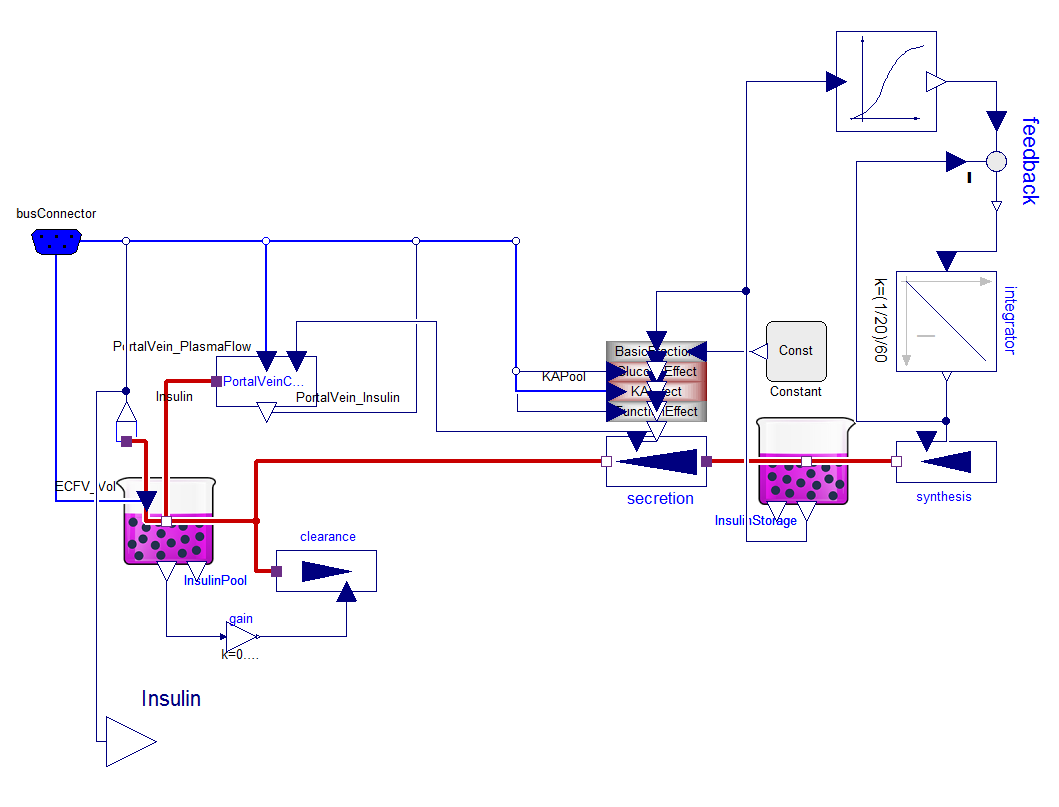 feedback
busConnector
k=(1/20)/60
integrator
PortalVein_PlasmaFlow
Const
KAPool
PortalVeinC...
Constant
Insulin
PortalVein_Insulin
secretion
synthesis
ECFV_Vol
InsulinStorage
clearance
InsulinPool
gain
k=0....
Insulin